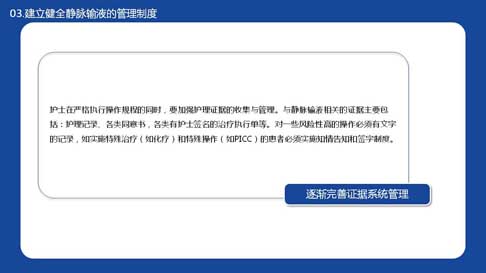 03.建立健全静脉输液的管理制度
护士在严格执行操作规程的同时，要加强护理证据的收集与管理。与静脉输液相关的证据主要包
括：护理记录、各类同意书，各类有护士签名的治疗执行单等。对一些风险性高的操作必须有文字
的记录，如实施特殊治疗（如化疗）和特殊操作（如PICC）的患者必须实施知情告知和签字制度。
逐渐完善证据系统管理